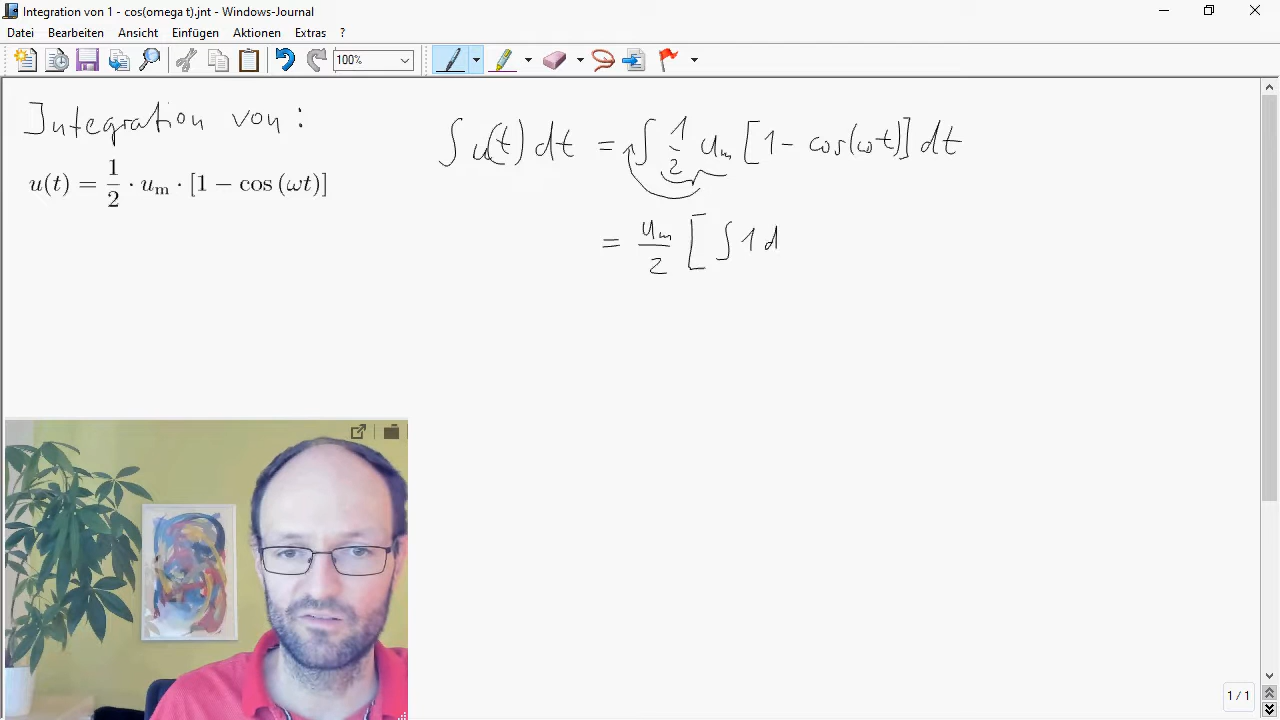 Integration von 1 - cos(omega t).jnt - Windows-Journal
Datei Bearbeiten Ansicht Einfügen Aktionen Extras ?
100%
Integration von:
u(t) = 1/2 · u_m · [1 − cos (ωt)]
∫ u(t) dt = ∫ 1/2 u_m [1 - cos(ωt)] dt
= u_m/2 [ ∫ 1 d
1 / 1